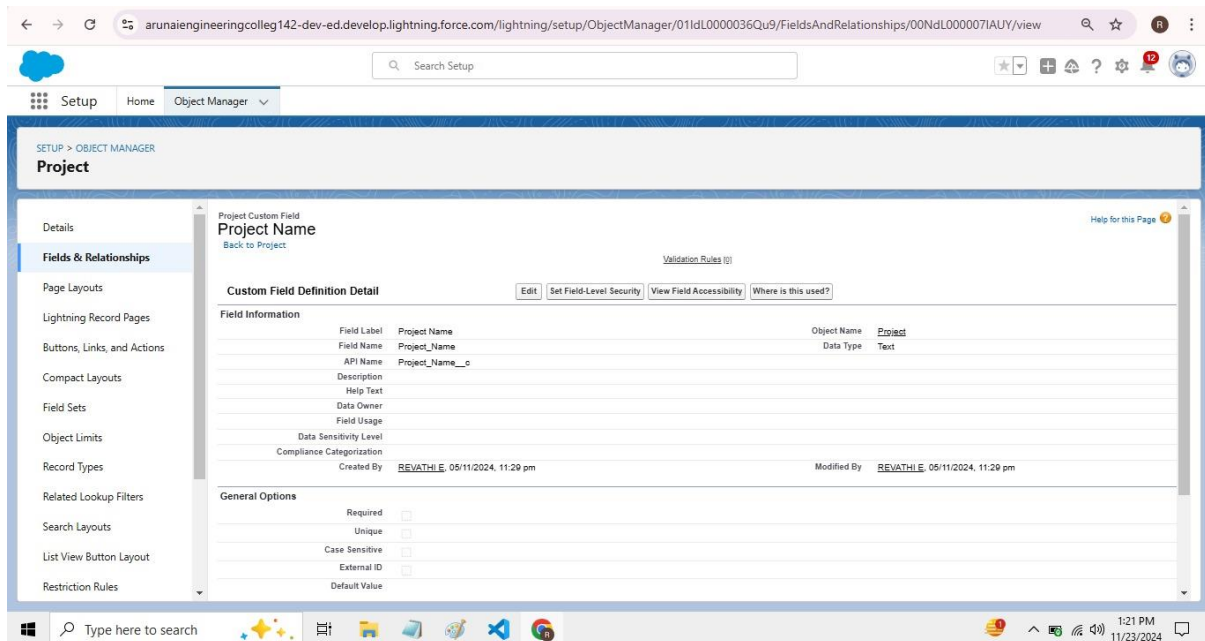 arunaiengineeringcolleg142-dev-ed.develop.lightning.force.com/lightning/setup/ObjectManager/01IdL0000036Qu9/FieldsAndRelationships/00NdL000007IAUY/view
R
Search Setup
12
Setup Home Object Manager
SETUP > OBJECT MANAGER
Project
Details
Fields & Relationships
Page Layouts
Lightning Record Pages
Buttons, Links, and Actions
Compact Layouts
Field Sets
Object Limits
Record Types
Related Lookup Filters
Search Layouts
List View Button Layout
Restriction Rules
Project Custom Field
Project Name
Back to Project
Help for this Page
Validation Rules [0]
Custom Field Definition Detail Edit Set Field-Level Security View Field Accessibility Where is this used?
Field Information
Field Label Project Name Object Name Project
Field Name Project_Name Data Type Text
API Name Project_Name__c
Description
Help Text
Data Owner
Field Usage
Data Sensitivity Level
Compliance Categorization
Created By REVATHI E, 05/11/2024, 11:29 pm Modified By REVATHI E, 05/11/2024, 11:29 pm
General Options
Required
Unique
Case Sensitive
External ID
Default Value
Type here to search
1
1:21 PM
11/23/2024